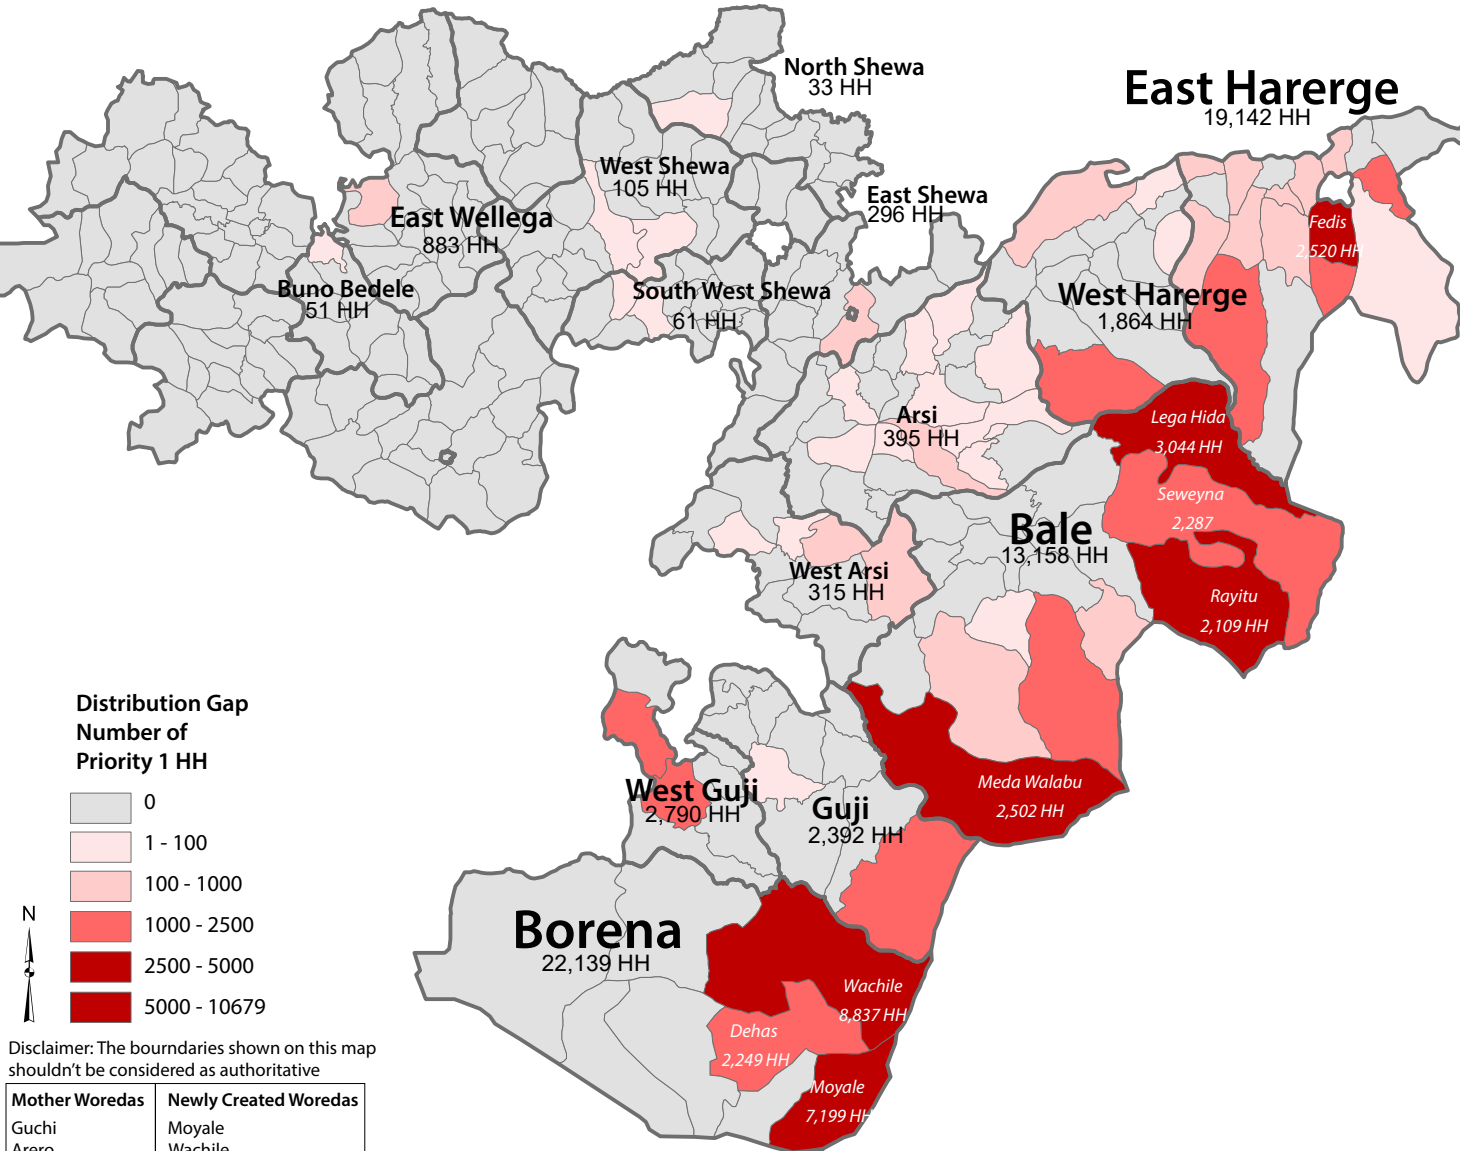 North Shewa
33 HH
East Harerge
19,142 HH
West Shewa
105 HH
East Shewa
296 HH
East Wellega
883 HH
Fedis
2,520 HH
Buno Bedele
51 HH
South West Shewa
61 HH
West Harerge
1,864 HH
Arsi
395 HH
Lega Hida
3,044 HH
Seweyna
2,287
Bale
13,158 HH
West Arsi
315 HH
Rayitu
2,109 HH
Distribution Gap
Number of
Priority 1 HH
0
1 - 100
100 - 1000
1000 - 2500
2500 - 5000
5000 - 10679
N
West Guji
2,790 HH
Guji
2,392 HH
Meda Walabu
2,502 HH
Borena
22,139 HH
Wachile
8,837 HH
Dehas
2,249 HH
Moyale
7,199 HH
Disclaimer: The bourndaries shown on this map
shouldn't be considered as authoritative
Mother Woredas Newly Created Woredas
Guchi Moyale
Arero Wachile